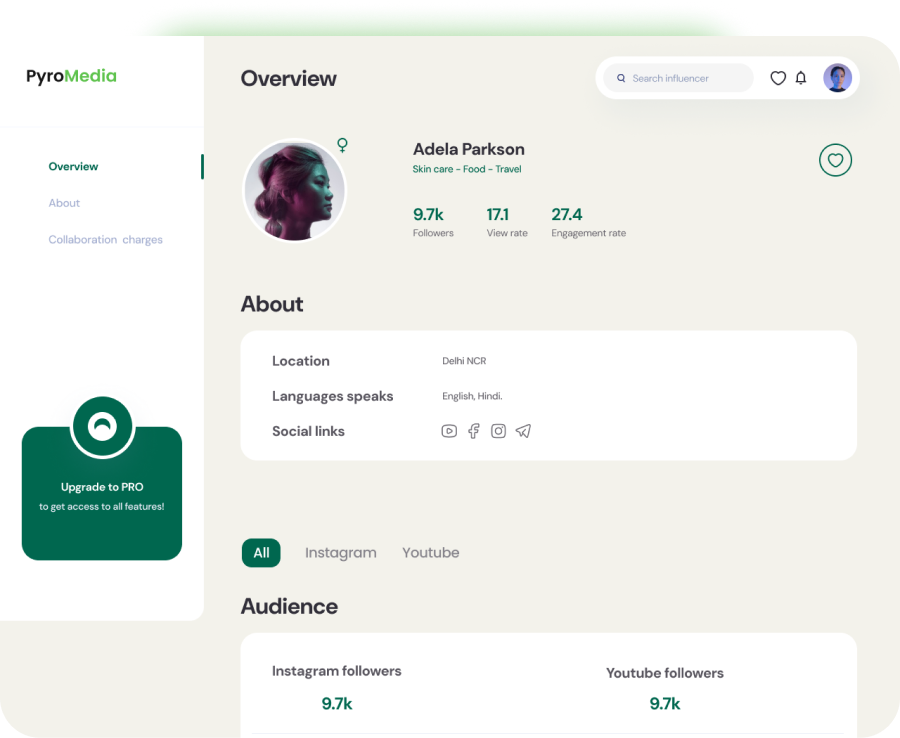 PyroMedia
Overview
Search influencer
Overview
About
Collaboration charges
Upgrade to PRO
to get access to all features!
Adela Parkson
Skin care - Food - Travel
9.7k 17.1 27.4
Followers View rate Engagement rate
About
Location Delhi NCR
Languages speaks English, Hindi.
Social links
All Instagram Youtube
Audience
Instagram followers Youtube followers
9.7k 9.7k